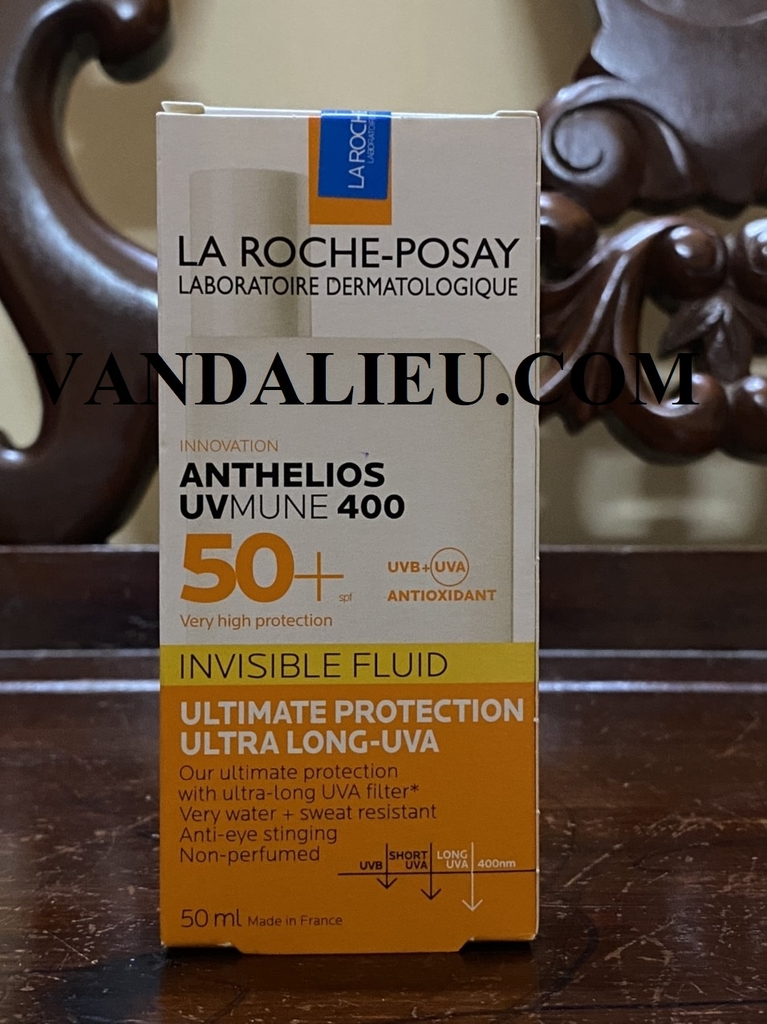 LA ROCH
LABORATOIR
LA ROCHE-POSAY
LABORATOIRE DERMATOLOGIQUE
VANDALIEU.COM
INNOVATION
ANTHELIOS
UVMUNE 400
50+ spf
UVB+UVA
ANTIOXIDANT
Very high protection
INVISIBLE FLUID
ULTIMATE PROTECTION
ULTRA LONG-UVA
Our ultimate protection
with ultra-long UVA filter*
Very water + sweat resistant
Anti-eye stinging
Non-perfumed
UVB SHORT UVA LONG UVA 400nm
50 ml Made in France